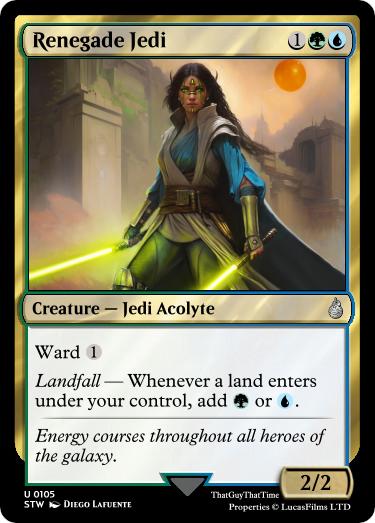 Renegade Jedi 1
Creature — Jedi Acolyte
Ward 1
Landfall — Whenever a land enters
under your control, add or .
Energy courses throughout all heroes of
the galaxy.
2/2
U 0105
STW Diego Lafuente
ThatGuyThatTime
Properties © LucasFilms LTD